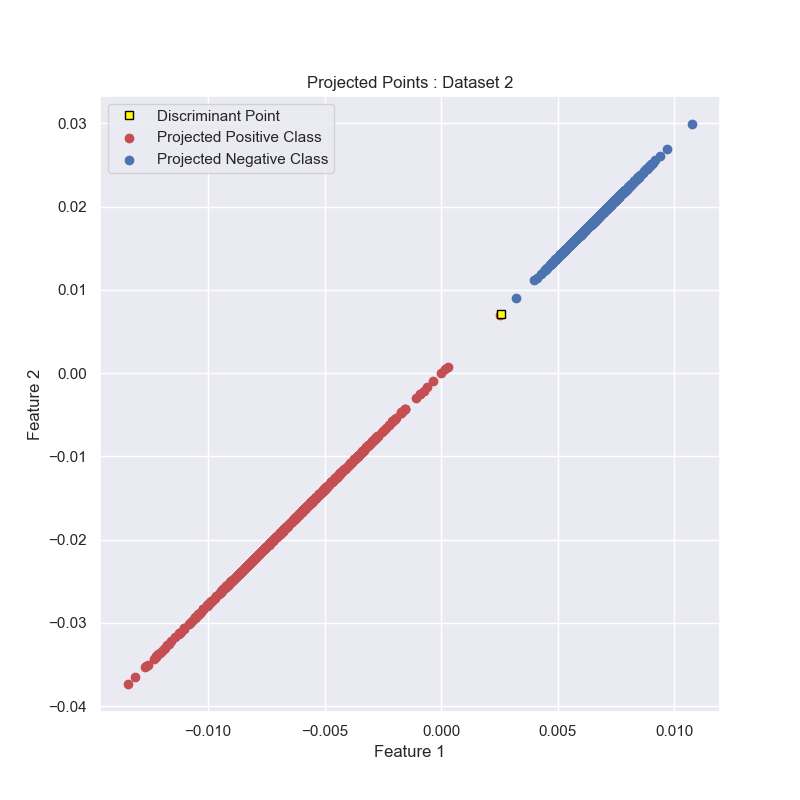 Projected Points : Dataset 2
Discriminant Point
Projected Positive Class
Projected Negative Class
0.03
0.02
0.01
0.00
−0.01
−0.02
−0.03
−0.04
Feature 2
−0.010
−0.005
0.000
0.005
0.010
Feature 1